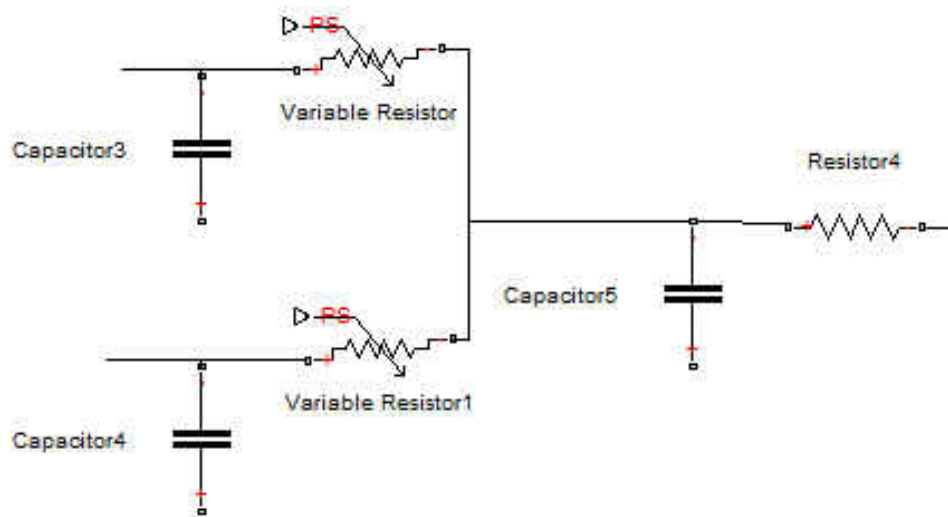 PS
Variable Resistor
Capacitor3
Resistor4
Capacitor5
PS
Variable Resistor1
Capacitor4